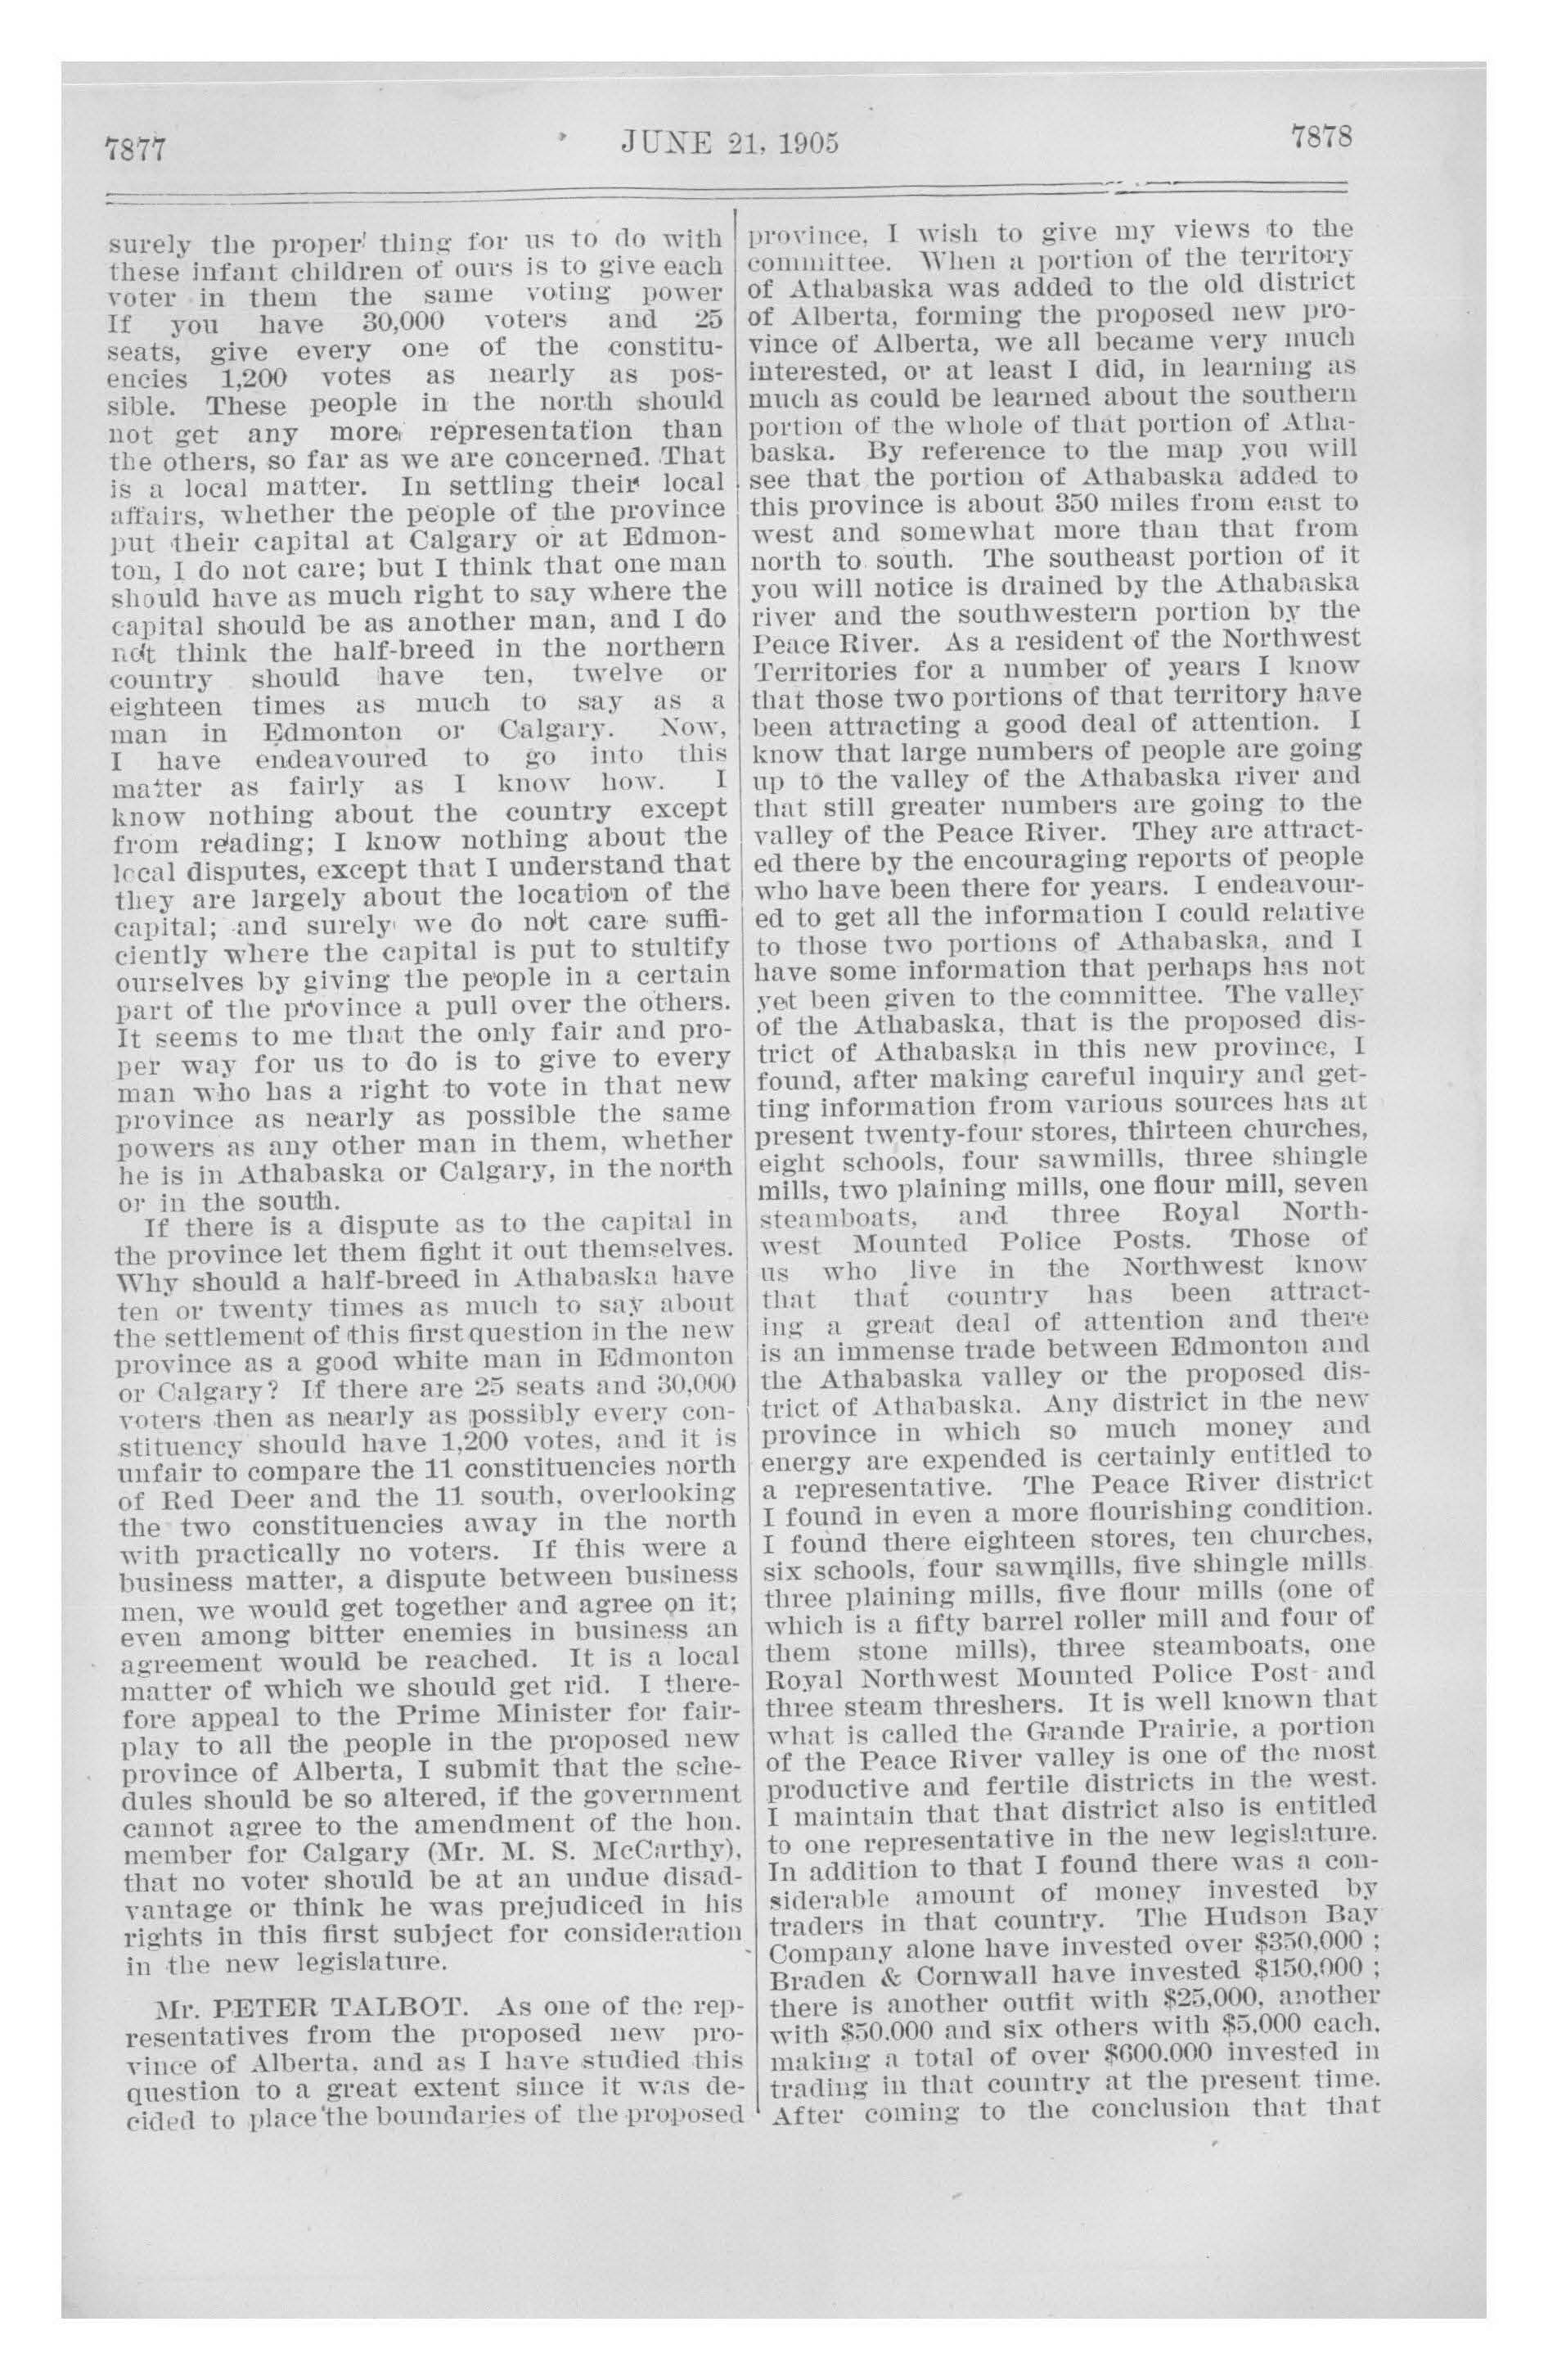 7877
JUNE 21, 1905
7878
surely the proper thing for us to do with
these infant children of ours is to give each
voter in them the same voting power
If you have 30,000 voters and 25
seats, give every one of the constitu-
encies 1,200 votes as nearly as pos-
sible. These people in the north should
not get any more representation than
the others, so far as we are concerned. That
is a local matter. In settling their local
affairs, whether the people of the province
put their capital at Calgary or at Edmon-
ton, I do not care; but I think that one man
should have as much right to say where the
capital should be as another man, and I do
not think the half-breed in the northern
country should have ten, twelve or
eighteen times as much to say as a
man in Edmonton or Calgary. Now,
I have endeavoured to go into this
matter as fairly as I know how. I
know nothing about the country except
from reading; I know nothing about the
local disputes, except that I understand that
they are largely about the location of the
capital; and surely we do not care suffi-
ciently where the capital is put to stultify
ourselves by giving the people in a certain
part of the province a pull over the others.
It seems to me that the only fair and pro-
per way for us to do is to give to every
man who has a right to vote in that new
province as nearly as possible the same
powers as any other man in them, whether
he is in Athabaska or Calgary, in the north
or in the south.
If there is a dispute as to the capital in
the province let them fight it out themselves.
Why should a half-breed in Athabaska have
ten or twenty times as much to say about
the settlement of this first question in the new
province as a good white man in Edmonton
or Calgary? If there are 25 seats and 30,000
voters then as nearly as possibly every con-
stituency should have 1,200 votes, and it is
unfair to compare the 11 constituencies north
of Red Deer and the 11 south, overlooking
the two constituencies away in the north
with practically no voters. If this were a
business matter, a dispute between business
men, we would get together and agree on it;
even among bitter enemies in business an
agreement would be reached. It is a local
matter of which we should get rid. I there-
fore appeal to the Prime Minister for fair-
play to all the people in the proposed new
province of Alberta, I submit that the sche-
dules should be so altered, if the government
cannot agree to the amendment of the hon.
member for Calgary (Mr. M. S. McCarthy),
that no voter should be at an undue disad-
vantage or think he was prejudiced in his
rights in this first subject for consideration
in the new legislature.
Mr. PETER TALBOT. As one of the rep-
resentatives from the proposed new pro-
vince of Alberta, and as I have studied this
question to a great extent since it was de-
cided to place the boundaries of the proposed
province, I wish to give my views to the
committee. When a portion of the territory
of Athabaska was added to the old district
of Alberta, forming the proposed new pro-
vince of Alberta, we all became very much
interested, or at least I did, in learning as
much as could be learned about the southern
portion of the whole of that portion of Atha-
baska. By reference to the map you will
see that the portion of Athabaska added to
this province is about 350 miles from east to
west and somewhat more than that from
north to south. The southeast portion of it
you will notice is drained by the Athabaska
river and the southwestern portion by the
Peace River. As a resident of the Northwest
Territories for a number of years I know
that those two portions of that territory have
been attracting a good deal of attention. I
know that large numbers of people are going
up to the valley of the Athabaska river and
that still greater numbers are going to the
valley of the Peace River. They are attract-
ed there by the encouraging reports of people
who have been there for years. I endeavour-
ed to get all the information I could relative
to those two portions of Athabaska, and I
have some information that perhaps has not
yet been given to the committee. The valley
of the Athabaska, that is the proposed dis-
trict of Athabaska in this new province, I
found, after making careful inquiry and get-
ting information from various sources has at
present twenty-four stores, thirteen churches,
eight schools, four sawmills, three shingle
mills, two plaining mills, one flour mill, seven
steamboats, and three Royal North-
west Mounted Police Posts. Those of
us who live in the Northwest know
that that country has been attract-
ing a great deal of attention and there
is an immense trade between Edmonton and
the Athabaska valley or the proposed dis-
trict of Athabaska. Any district in the new
province in which so much money and
energy are expended is certainly entitled to
a representative. The Peace River district
I found in even a more flourishing condition.
I found there eighteen stores, ten churches,
six schools, four sawmills, five shingle mills
three plaining mills, five flour mills (one of
which is a fifty barrel roller mill and four of
them stone mills), three steamboats, one
Royal Northwest Mounted Police Post and
three steam threshers. It is well known that
what is called the Grande Prairie, a portion
of the Peace River valley is one of the most
productive and fertile districts in the west.
I maintain that that district also is entitled
to one representative in the new legislature.
In addition to that I found there was a con-
siderable amount of money invested by
traders in that country. The Hudson Bay
Company alone have invested over $350,000 ;
Braden & Cornwall have invested $150,000 ;
there is another outfit with $25,000, another
with $50.000 and six others with $5,000 each,
making a total of over $600.000 invested in
trading in that country at the present time.
After coming to the conclusion that that